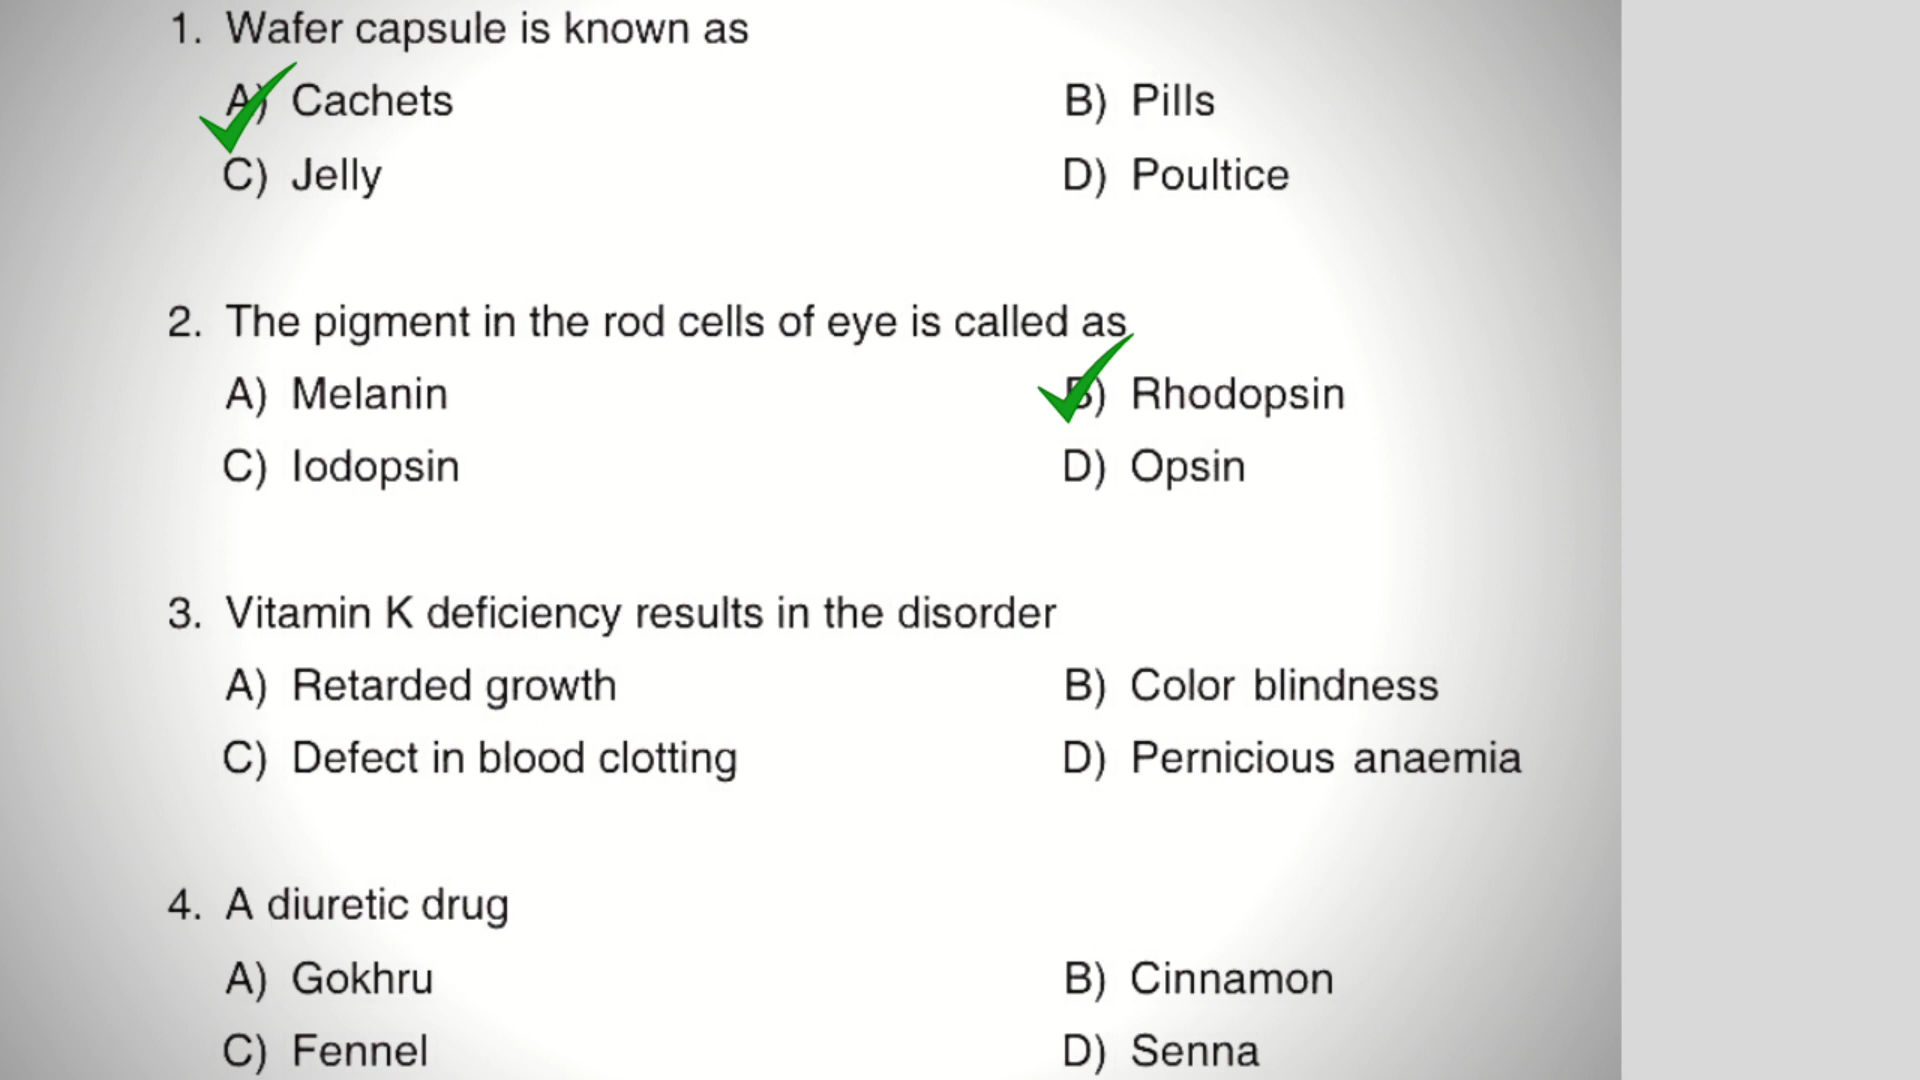 1. Wafer capsule is known as
A) Cachets B) Pills
C) Jelly D) Poultice
2. The pigment in the rod cells of eye is called as
A) Melanin B) Rhodopsin
C) Iodopsin D) Opsin
3. Vitamin K deficiency results in the disorder
A) Retarded growth B) Color blindness
C) Defect in blood clotting D) Pernicious anaemia
4. A diuretic drug
A) Gokhru B) Cinnamon
C) Fennel D) Senna